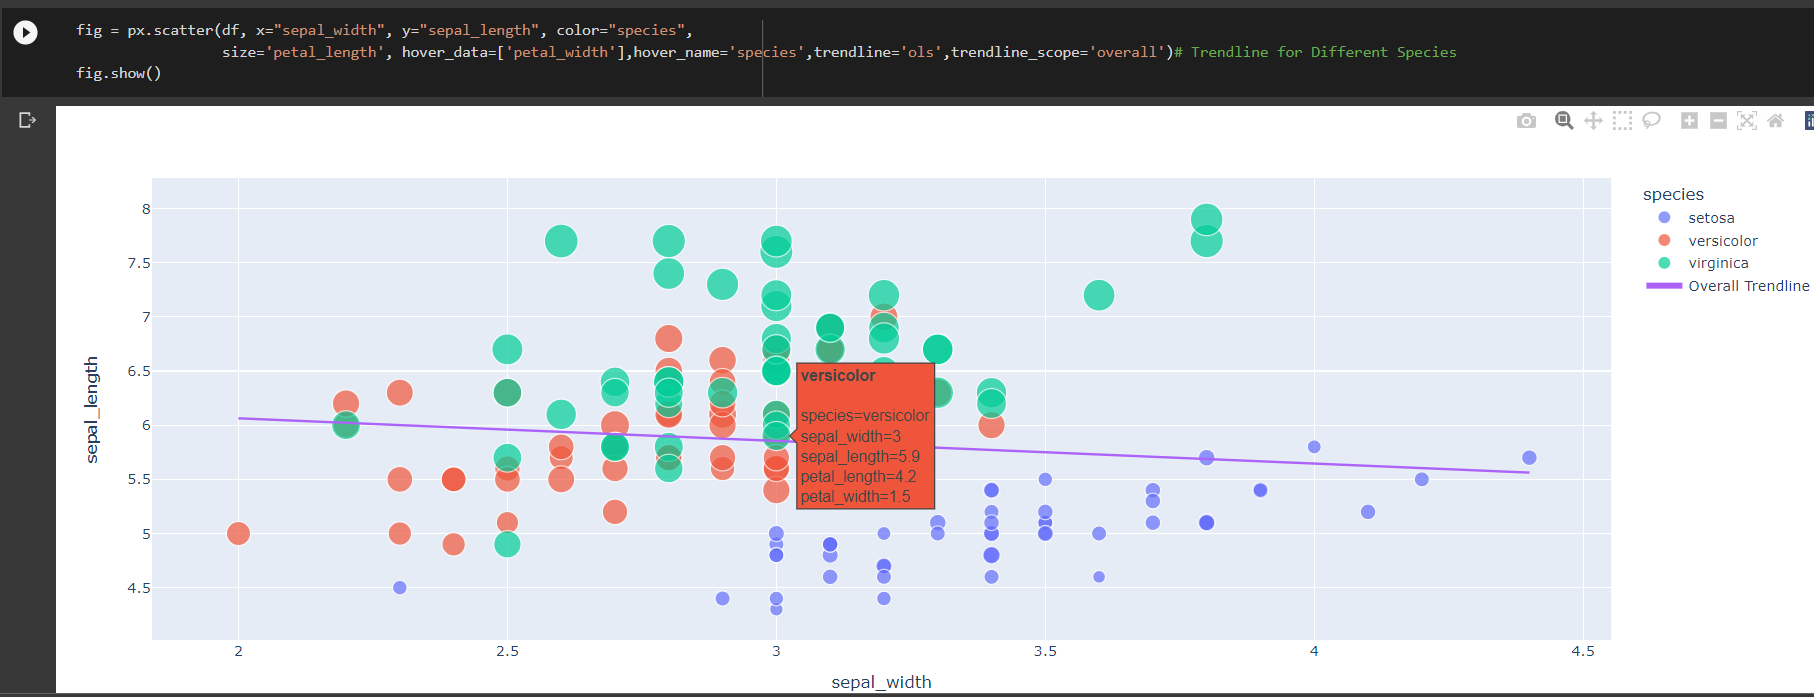 fig = px.scatter(df, x="sepal_width", y="sepal_length", color="species",
size='petal_length', hover_data=['petal_width'],hover_name='species',trendline='ols',trendline_scope='overall')# Trendline for Different Species
fig.show()
species
setosa
versicolor
virginica
Overall Trendline
sepal_length
8
7.5
7
6.5
6
5.5
5
4.5
versicolor
species=versicolor
sepal_width=3
sepal_length=5.9
petal_length=4.2
petal_width=1.5
2
2.5
3
3.5
4
4.5
sepal_width